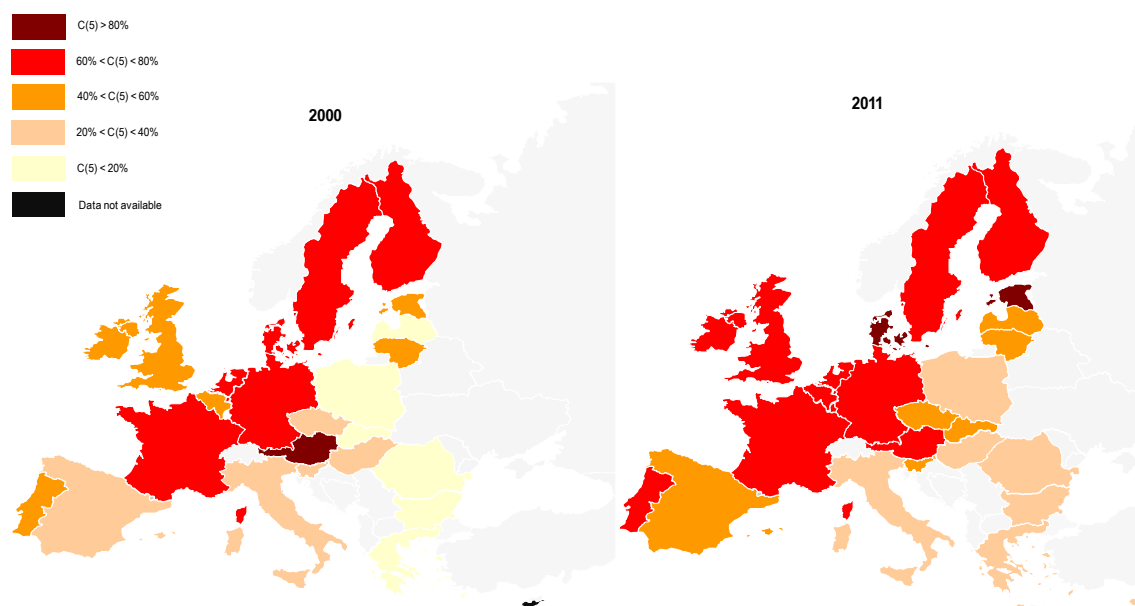 C(5) > 80%
60% < C(5) < 80%
40% < C(5) < 60%
20% < C(5) < 40%
C(5) < 20%
Data not available
2000
2011